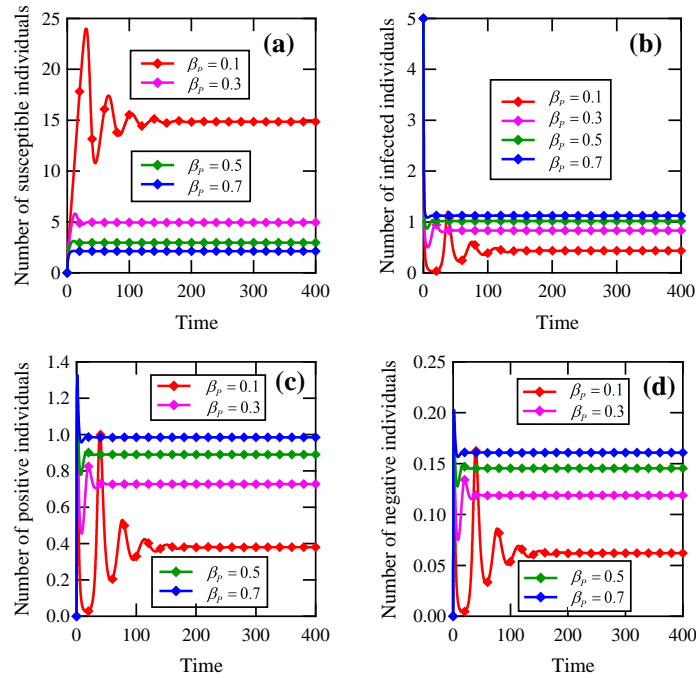 (a)
Number of susceptible individuals
25
20
15
10
5
0
β_P = 0.1
β_P = 0.3
β_P = 0.5
β_P = 0.7
0 100 200 300 400
Time
(b)
Number of infected individuals
5
4
3
2
1
0
β_P = 0.1
β_P = 0.3
β_P = 0.5
β_P = 0.7
0 100 200 300 400
Time
(c)
Number of positive individuals
1.4
1.2
1.0
0.8
0.6
0.4
0.2
0.0
β_P = 0.1
β_P = 0.3
β_P = 0.5
β_P = 0.7
0 100 200 300 400
Time
(d)
Number of negative individuals
0.25
0.20
0.15
0.10
0.05
0.00
β_P = 0.1
β_P = 0.3
β_P = 0.5
β_P = 0.7
0 100 200 300 400
Time